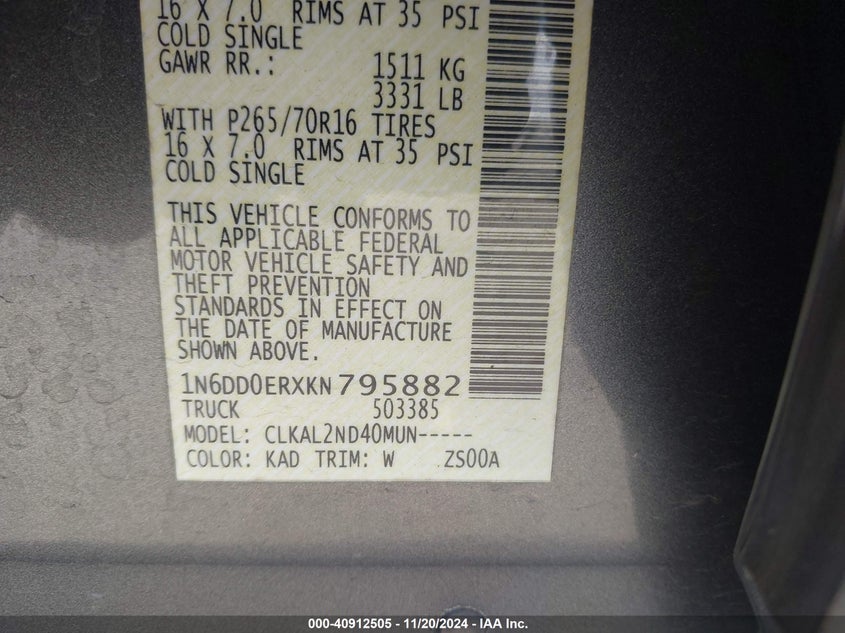 16 X 7.0 RIMS AT 35 PSI
COLD SINGLE
GAWR RR.: 1511 KG
3331 LB
WITH P265/70R16 TIRES
16 X 7.0 RIMS AT 35 PSI
COLD SINGLE
THIS VEHICLE CONFORMS TO
ALL APPLICABLE FEDERAL
MOTOR VEHICLE SAFETY AND
THEFT PREVENTION
STANDARDS IN EFFECT ON
THE DATE OF MANUFACTURE
SHOWN ABOVE.
1N6DD0ERXKN795882
TRUCK 503385
MODEL: CLKAL2ND40MUN-----
COLOR: KAD TRIM: W ZS00A
000-40912505 - 11/20/2024 - IAA Inc.